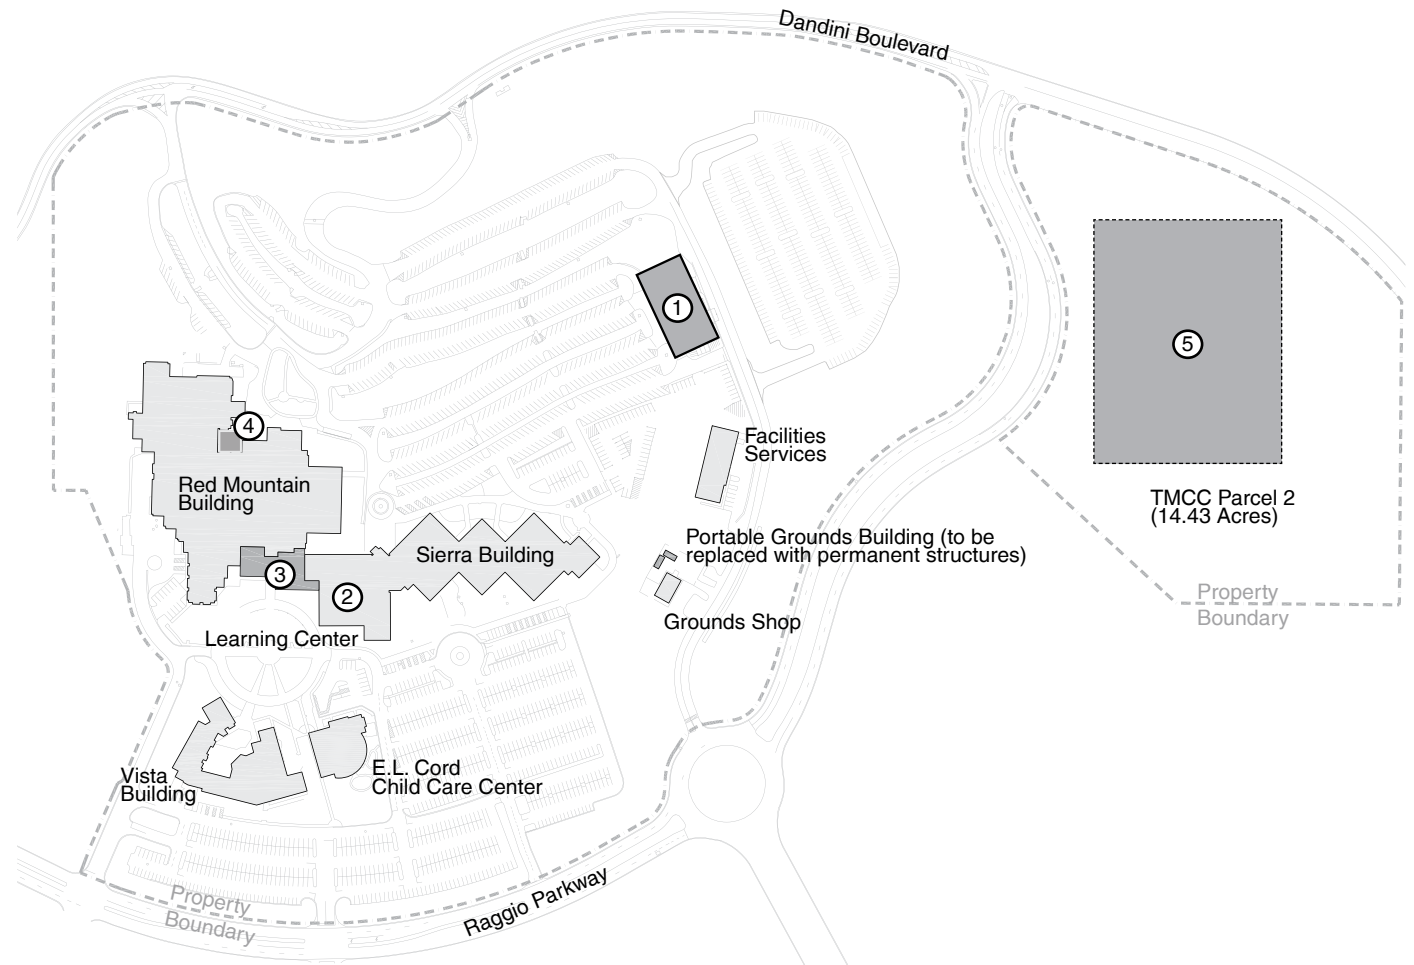 Dandini Boulevard
1
5
4
Facilities
Services
Red Mountain
Building
TMCC Parcel 2
(14.43 Acres)
Portable Grounds Building (to be
replaced with permanent structures)
Sierra Building
3
2
Property
Boundary
Grounds Shop
Learning Center
Vista
Building
E.L. Cord
Child Care Center
Property
Boundary
Raggio Parkway